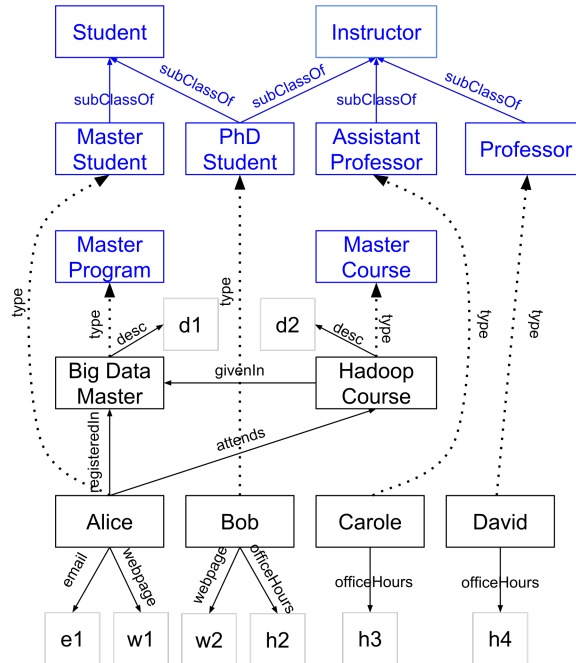 Student
Instructor
subClassOf
subClassOf
subClassOf
subClassOf
subClassOf
Master
Student
PhD
Student
Assistant
Professor
Professor
Master
Program
Master
Course
type
type
type
type
type
type
desc
d1
d2
desc
Big Data
Master
givenIn
Hadoop
Course
registeredIn
attends
Alice
Bob
Carole
David
email
webpage
webpage
officeHours
officeHours
officeHours
e1
w1
w2
h2
h3
h4